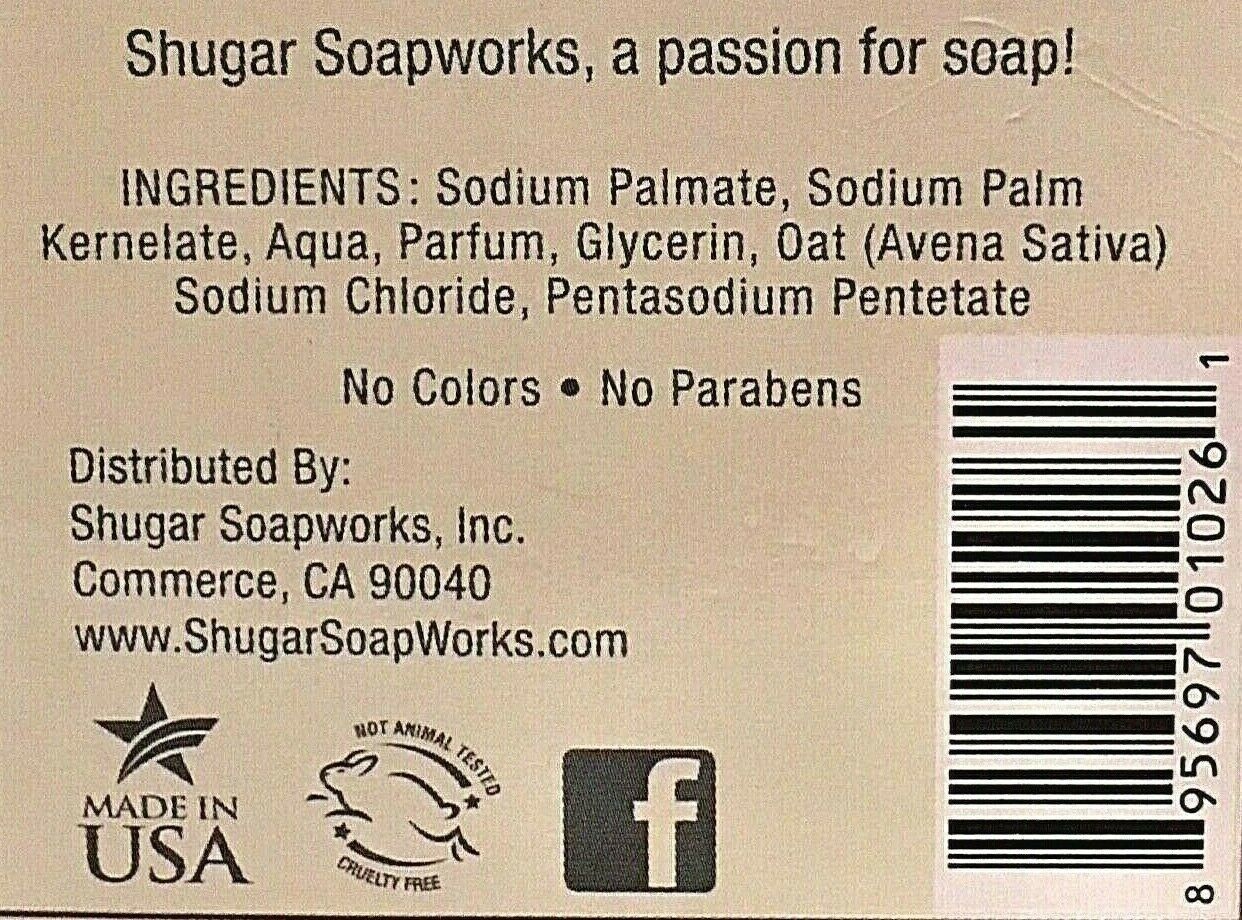 Shugar Soapworks, a passion for soap!
INGREDIENTS: Sodium Palmate, Sodium Palm
Kernelate, Aqua, Parfum, Glycerin, Oat (Avena Sativa)
Sodium Chloride, Pentasodium Pentetate
No Colors • No Parabens
Distributed By:
Shugar Soapworks, Inc.
Commerce, CA 90040
www.ShugarSoapWorks.com
MADE IN
USA
NOT ANIMAL TESTED
CRUELTY FREE
f
8 95697 01026 1